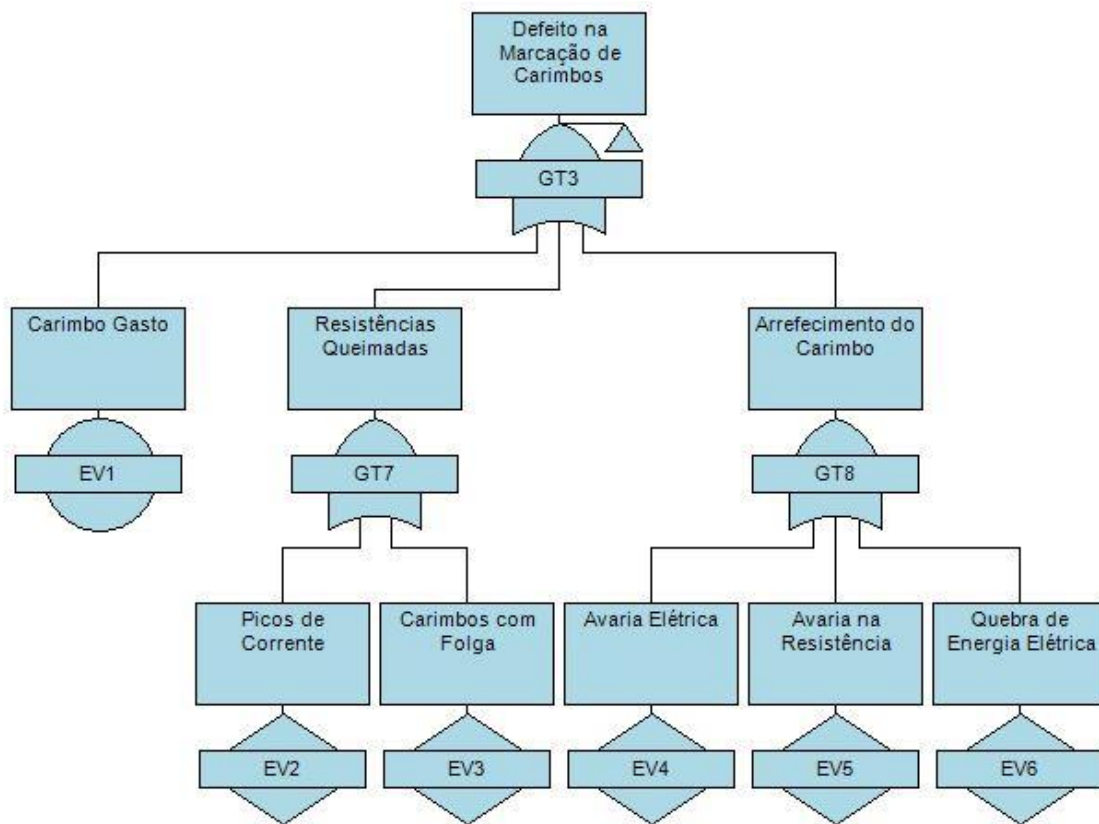 Defeito na
Marcação de
Carimbos
GT3
Carimbo Gasto
Resistências
Queimadas
Arrefecimento do
Carimbo
EV1
GT7
GT8
Picos de
Corrente
Carimbos com
Folga
Avaria Elétrica
Avaria na
Resistência
Quebra de
Energia Elétrica
EV2
EV3
EV4
EV5
EV6